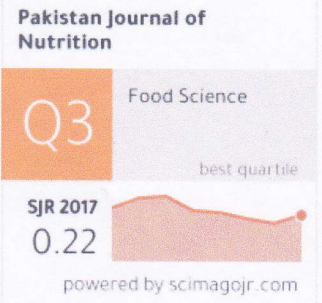 Pakistan Journal of
Nutrition
Q3
Food Science
best quartile
SJR 2017
0.22
powered by scimagojr.com